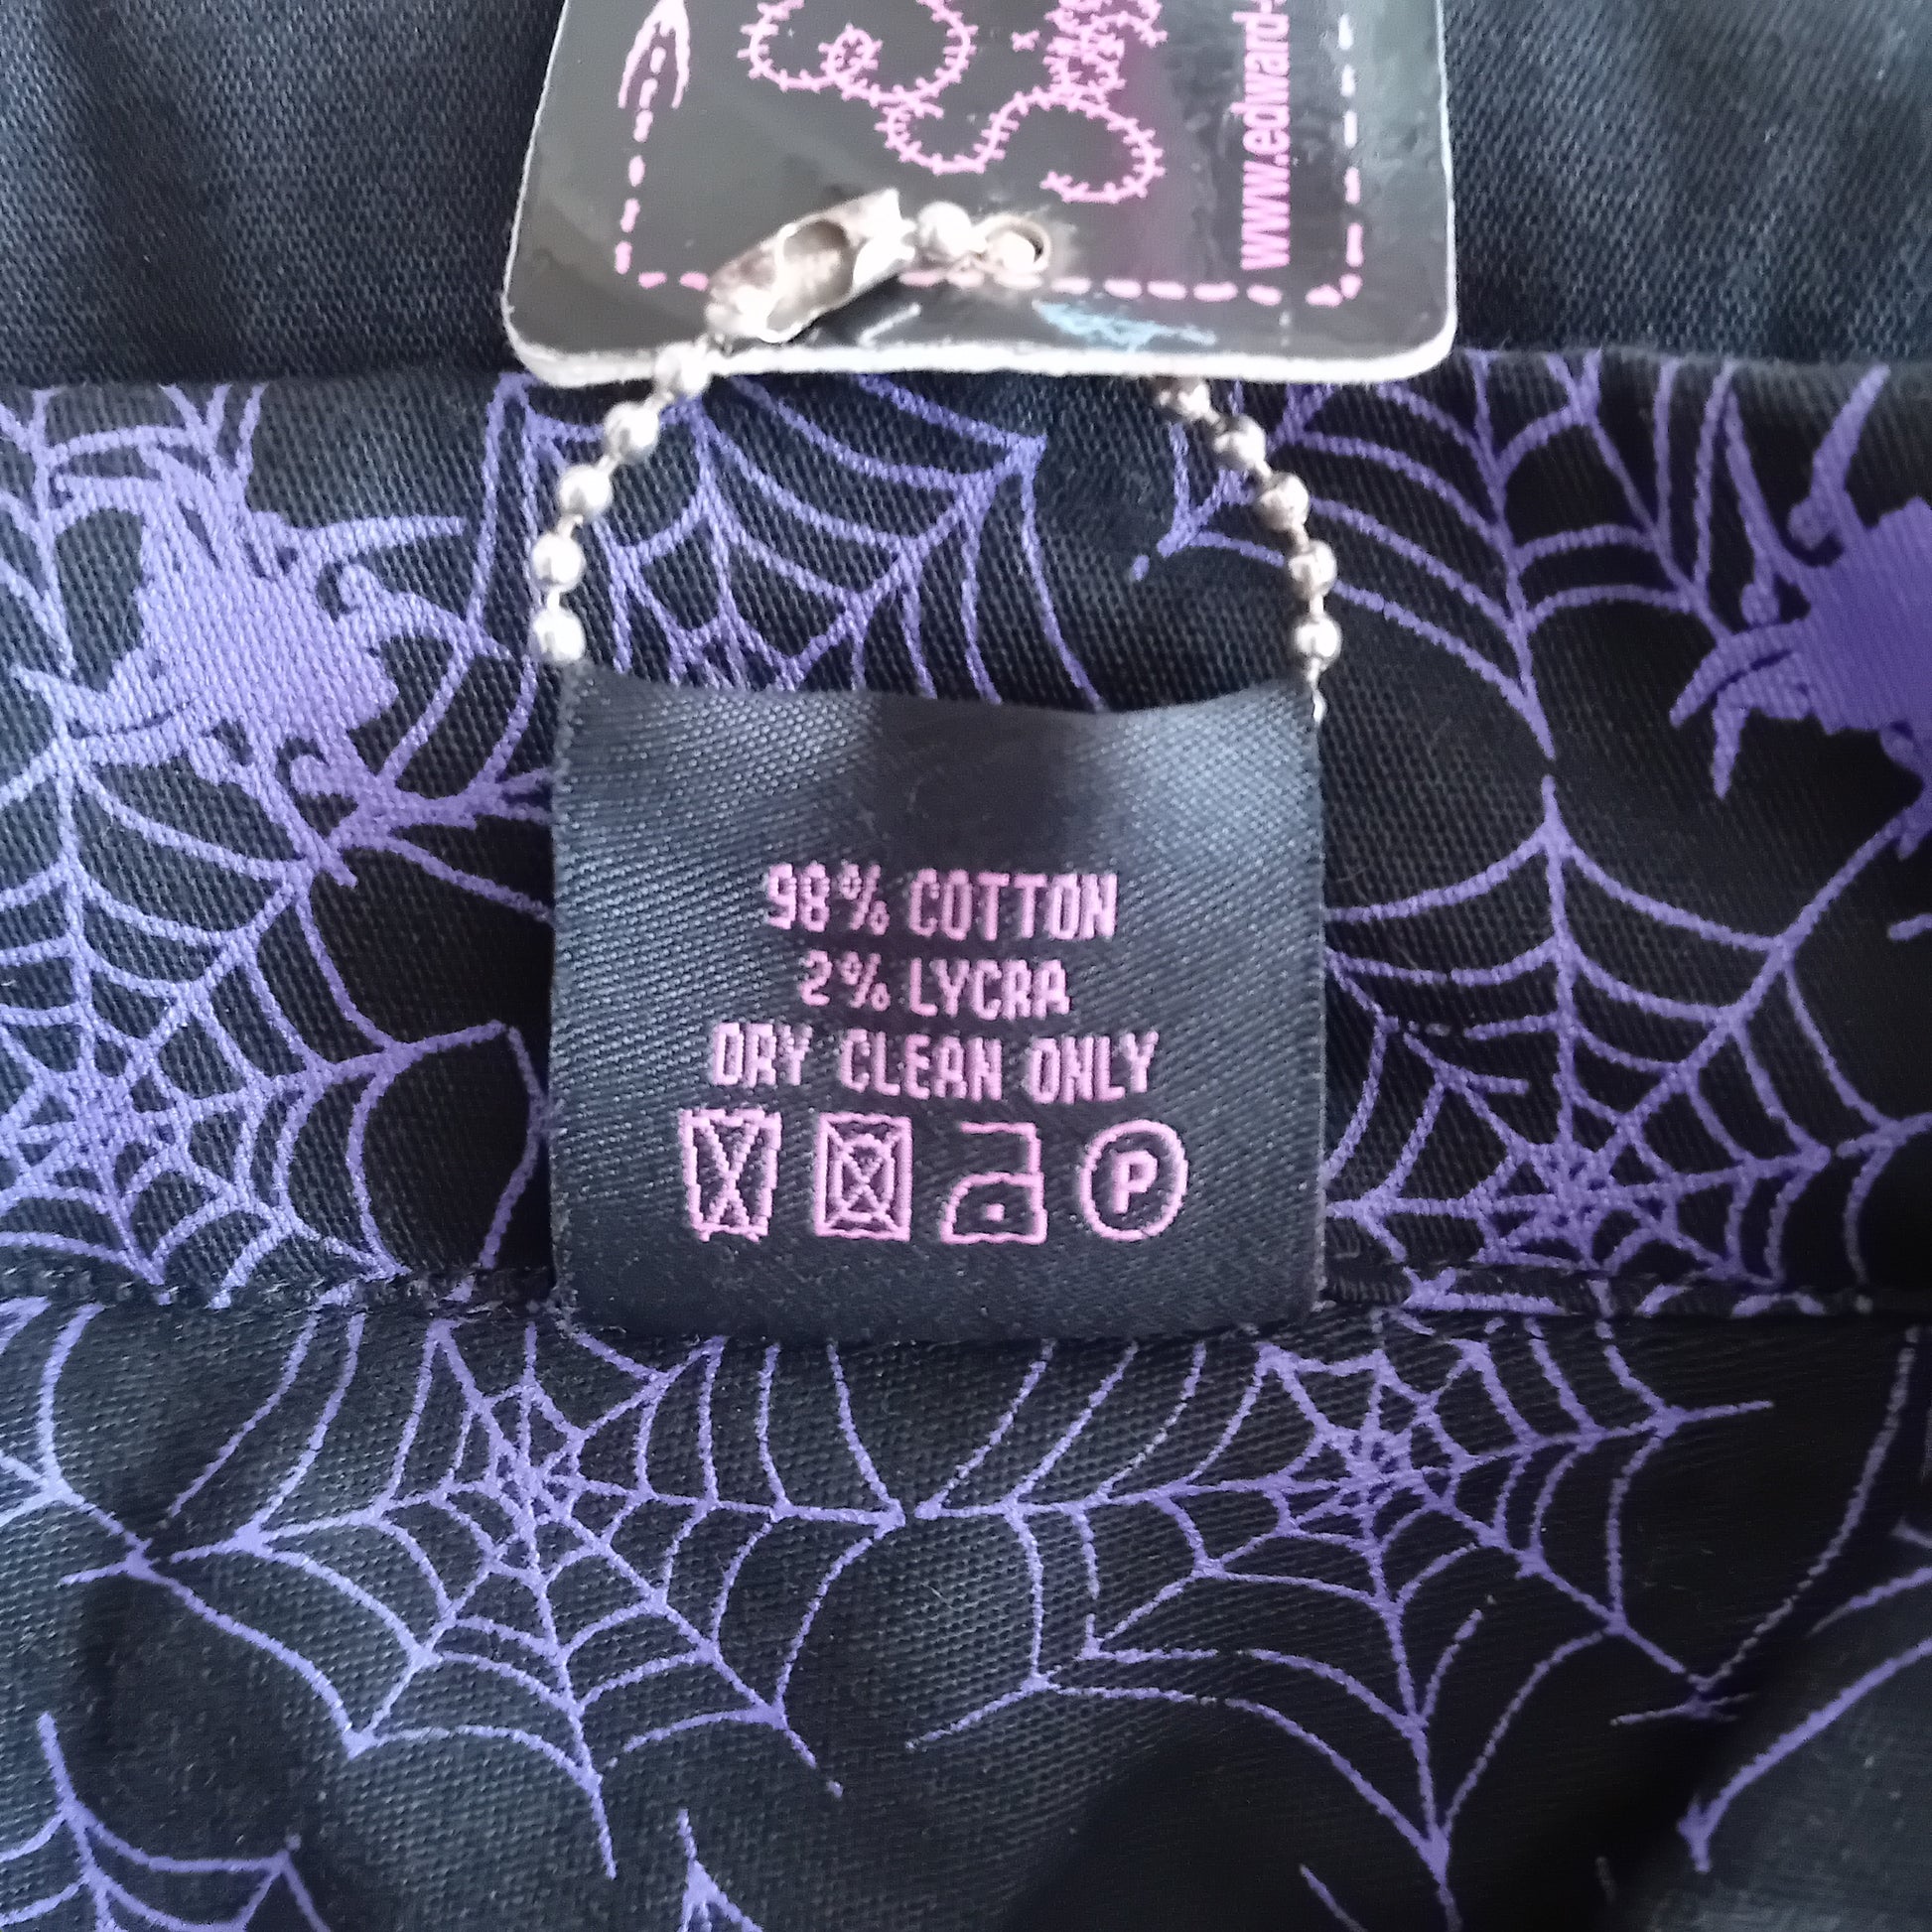 www.edward-
98% COTTON
2% LYCRA
DRY CLEAN ONLY
P